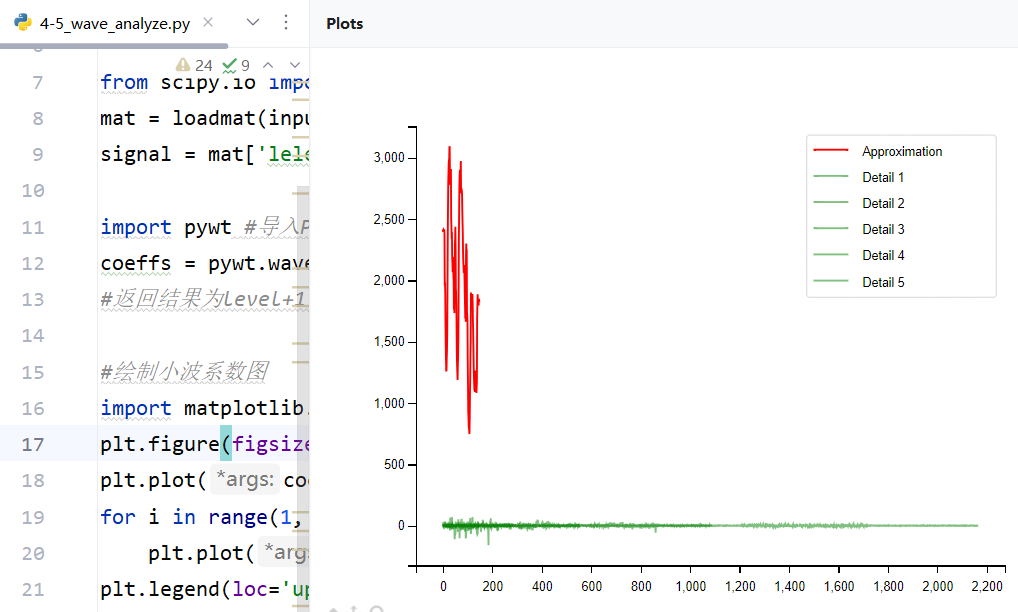 4-5_wave_analyze.py
Plots
24 9
7 from scipy.io impo
8 mat = loadmat(inpu
9 signal = mat['lele
10
11 import pywt #导入P
12 coeffs = pywt.wave
13 #返回结果为level+1
14
15 #绘制小波系数图
16 import matplotlib.
17 plt.figure(figsize
18 plt.plot( *args: co
19 for i in range(1,
20 plt.plot( *arg
21 plt.legend(loc='up
Approximation
Detail 1
Detail 2
Detail 3
Detail 4
Detail 5
3,000
2,500
2,000
1,500
1,000
500
0
0 200 400 600 800 1,000 1,200 1,400 1,600 1,800 2,000 2,200